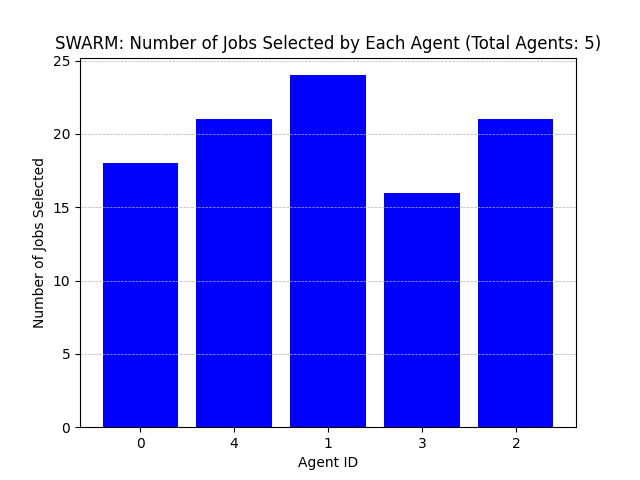 SWARM: Number of Jobs Selected by Each Agent (Total Agents: 5)
25
20
15
10
5
0
Number of Jobs Selected
0 4 1 3 2
Agent ID